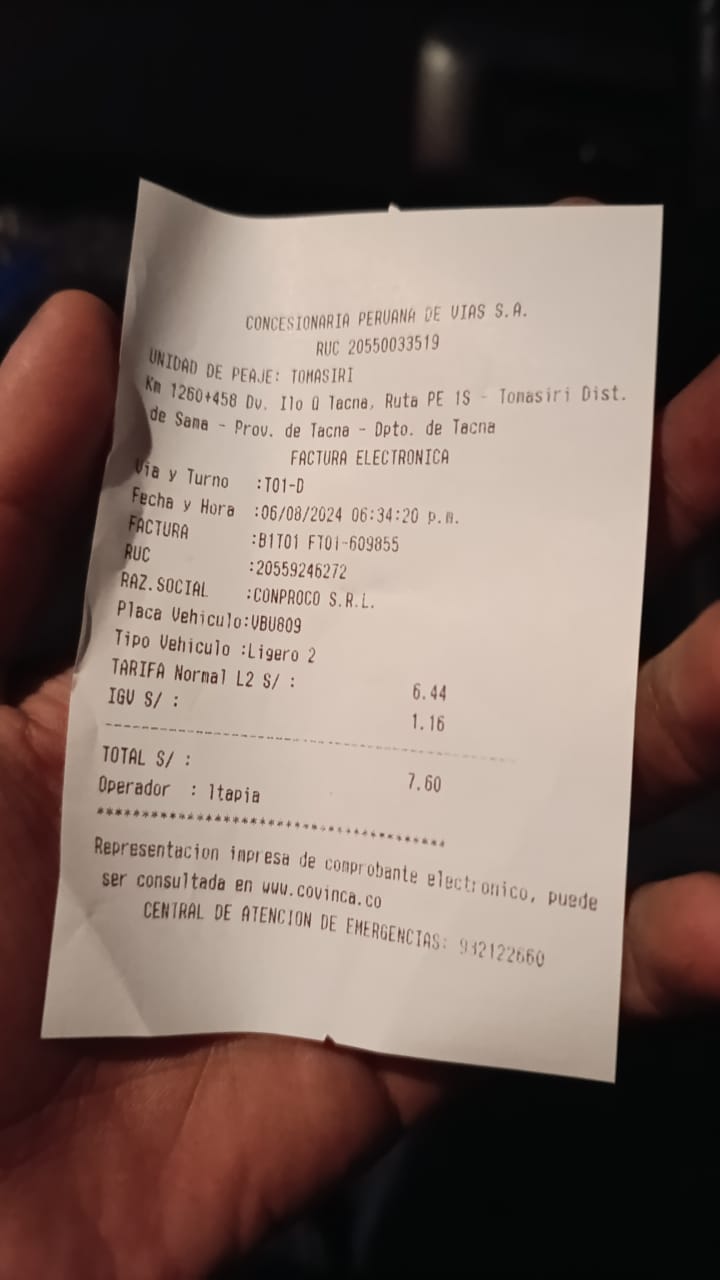 CONCESIONARIA PERUANA DE VIAS S.A.
RUC 20550033519
UNIDAD DE PEAJE: TOMASIRI
Km 1260+458 Dv. Ilo Û Tacna, Ruta PE 1S - Tomasiri Dist.
de Sama - Prov. de Tacna - Dpto. de Tacna
FACTURA ELECTRONICA
Via y Turno :T01-D
Fecha y Hora :06/08/2024 06:34:20 p.m.
FACTURA :B1T01 FT01-609855
RUC :20559246272
RAZ.SOCIAL :CONPROCO S.R.L.
Placa Vehiculo:VBU809
Tipo Vehiculo :Ligero 2
TARIFA Normal L2 S/ : 6.44
IGV S/ : 1.16
--------------------------------------------
TOTAL S/ : 7.60
Operador : ltapia
****************************************
Representacion impresa de comprobante electronico, puede
ser consultada en www.covinca.co
CENTRAL DE ATENCION DE EMERGENCIAS: 932122660